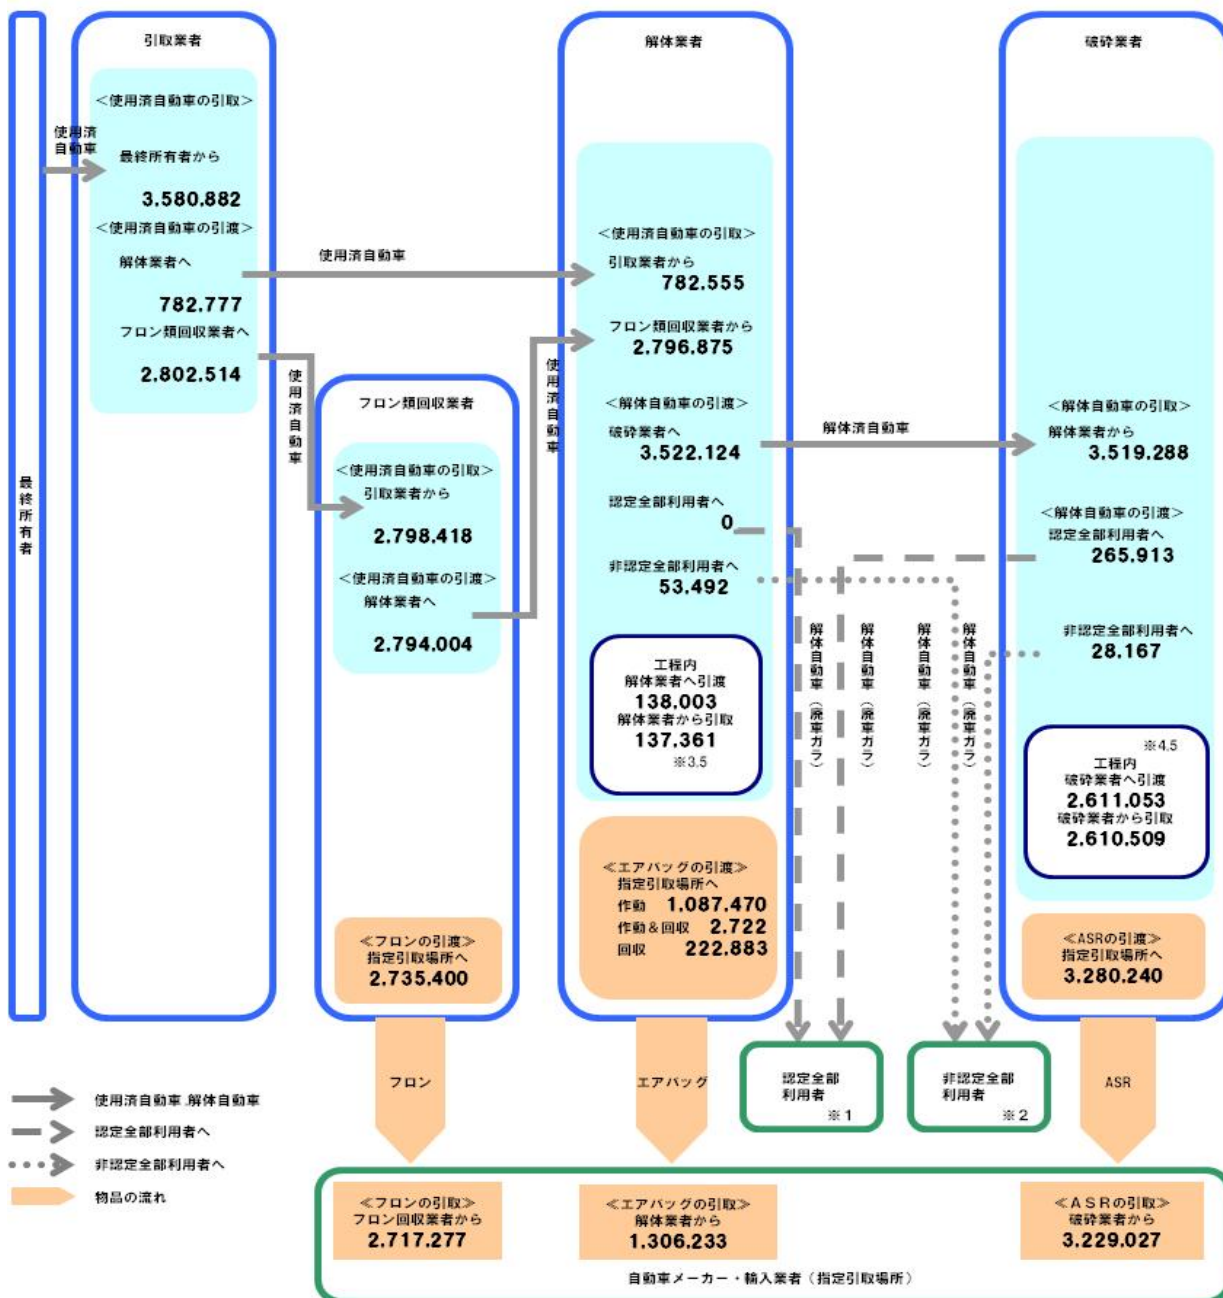 引取業者
<使用済自動車の引取>
使用済
自動車
最終所有者から
3.580.882
<使用済自動車の引渡>
解体業者へ
782.777
フロン類回収業者へ
2.802.514
最終所有者
使用済自動車
使用済自動車
フロン類回収業者
<使用済自動車の引取>
引取業者から
2.798.418
<使用済自動車の引渡>
解体業者へ
2.794.004
≪フロンの引渡≫
指定引取場所へ
2.735.400
使用済自動車
解体業者
<使用済自動車の引取>
引取業者から
782.555
フロン類回収業者から
2.796.875
<解体自動車の引渡>
破砕業者へ
3.522.124
認定全部利用者へ
0
非認定全部利用者へ
53.492
工程内
解体業者へ引渡
138.003
解体業者から引取
137.361
※3.5
≪エアバッグの引渡≫
指定引取場所へ
作動 1.087.470
作動&回収 2.722
回収 222.883
解体済自動車
解体自動車(廃車ガラ)
解体自動車(廃車ガラ)
解体自動車(廃車ガラ)
解体自動車(廃車ガラ)
破砕業者
<解体自動車の引取>
解体業者から
3.519.288
<解体自動車の引渡>
認定全部利用者へ
265.913
非認定全部利用者へ
28.167
※4.5
工程内
破砕業者へ引渡
2.611.053
破砕業者から引取
2.610.509
≪ASRの引渡≫
指定引取場所へ
3.280.240
フロン
エアバッグ
認定全部
利用者
※1
非認定全部
利用者
※2
ASR
使用済自動車.解体自動車
認定全部利用者へ
非認定全部利用者へ
物品の流れ
≪フロンの引取≫
フロン回収業者から
2.717.277
≪エアバッグの引取≫
解体業者から
1.306.233
≪ASRの引取≫
破砕業者から
3.229.027
自動車メーカー・輸入業者(指定引取場所)